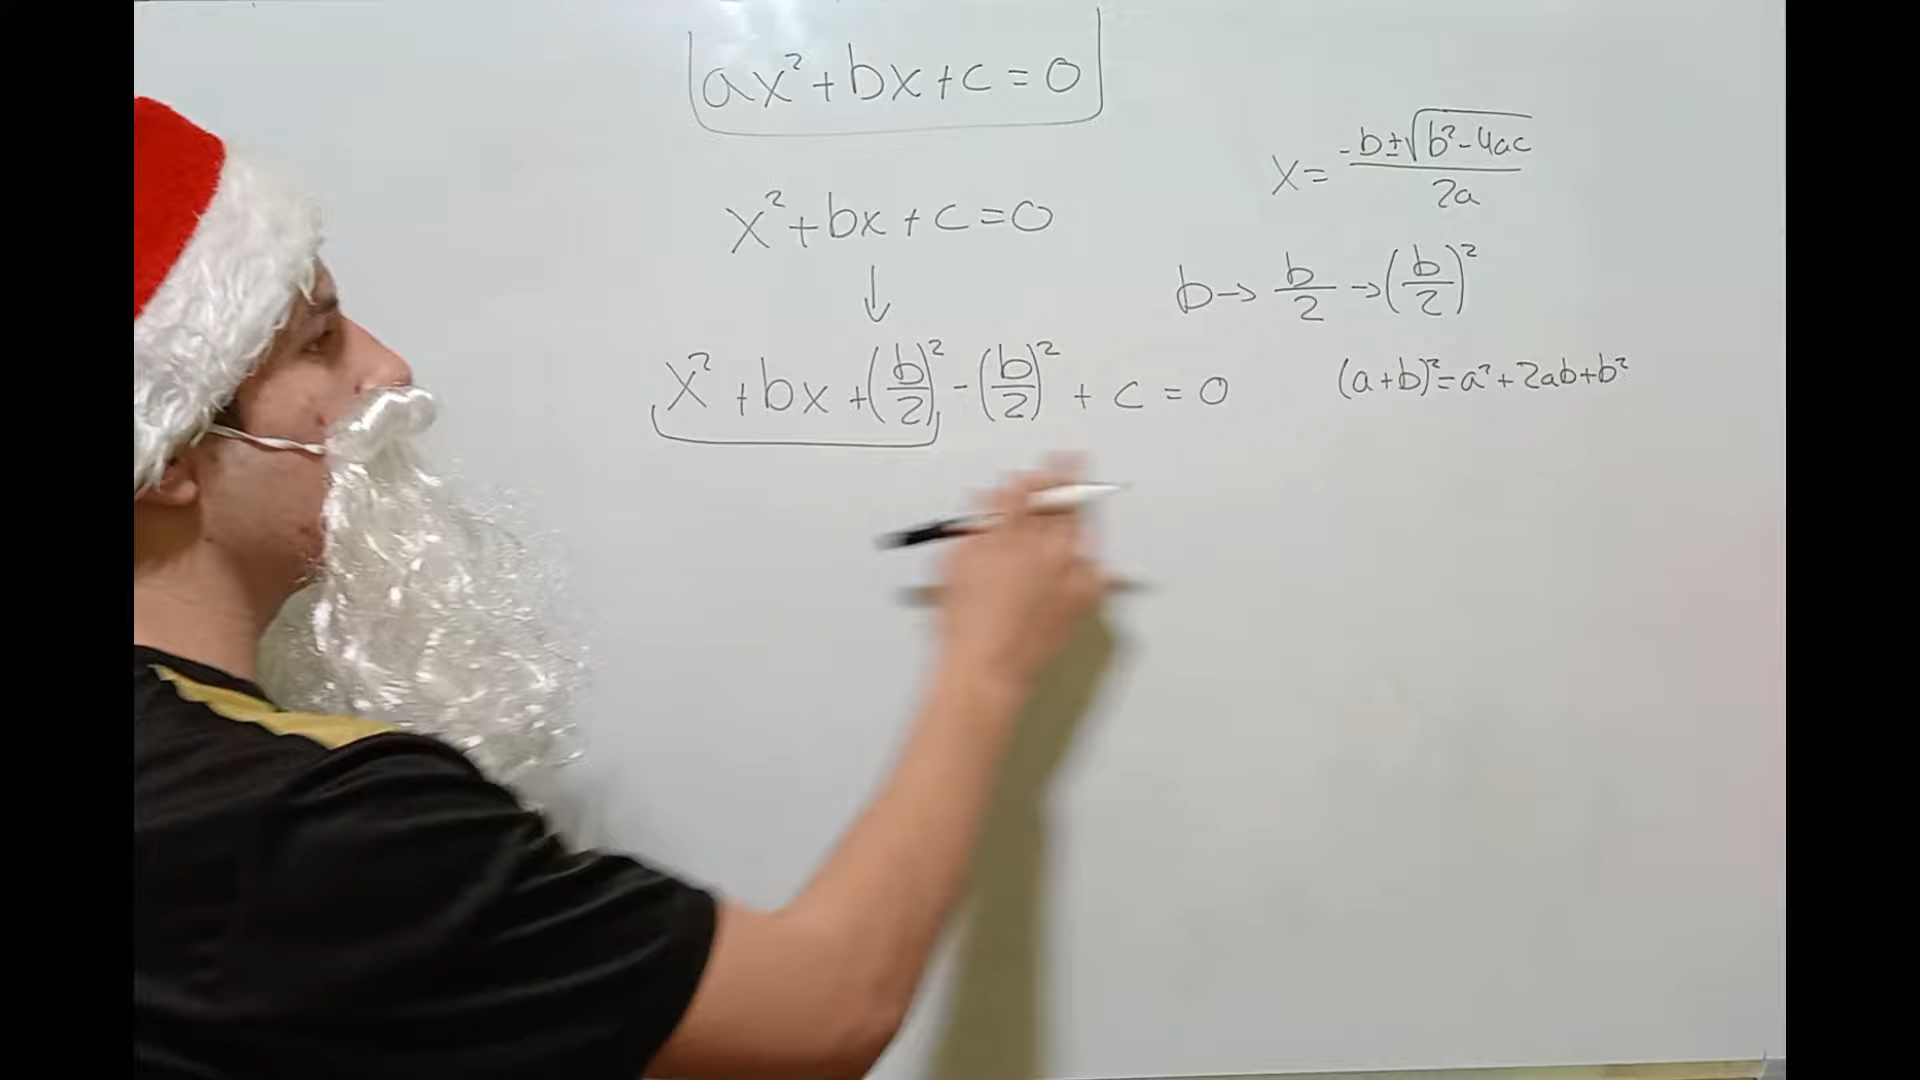 ax²+bx+c=0
x²+bx+c=0
↓
x²+bx+(b/2)²-(b/2)²+c=0
x=(-b±√(b²-4ac))/2a
b→b/2→(b/2)²
(a+b)²=a²+2ab+b²